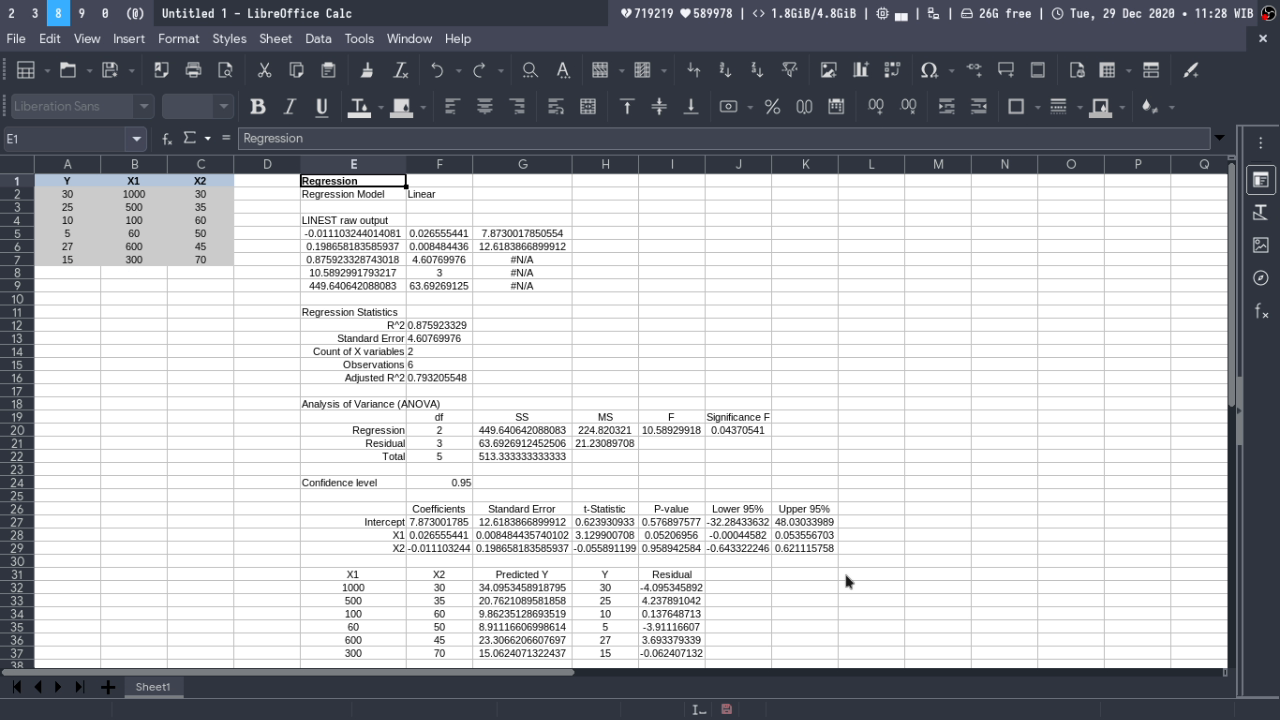 2 3 8 9 0 (@) Untitled 1 - LibreOffice Calc 719219 589978 | <> 1.8GiB/4.8GiB | | | 26G free | Tue, 29 Dec 2020 • 11:28 WIB
File Edit View Insert Format Styles Sheet Data Tools Window Help
Liberation Sans
E1 Regression
A B C D E F G H I J K L M N O P Q
1 Y X1 X2 Regression
2 30 1000 30 Regression Model Linear
3 25 500 35
4 10 100 60 LINEST raw output
5 5 60 50 -0.011103244014081 0.026555441 7.8730017850554
6 27 600 45 0.198658183585937 0.008484436 12.6183866899912
7 15 300 70 0.875923328743018 4.60769976 #N/A
8 10.5892991793217 3 #N/A
9 449.640642088083 63.69269125 #N/A
10
11 Regression Statistics
12 R^2 0.875923329
13 Standard Error 4.60769976
14 Count of X variables 2
15 Observations 6
16 Adjusted R^2 0.793205548
17
18 Analysis of Variance (ANOVA)
19 df SS MS F Significance F
20 Regression 2 449.640642088083 224.820321 10.58929918 0.04370541
21 Residual 3 63.6926912452506 21.23089708
22 Total 5 513.333333333333
23
24 Confidence level 0.95
25
26 Coefficients Standard Error t-Statistic P-value Lower 95% Upper 95%
27 Intercept 7.873001785 12.6183866899912 0.623930933 0.576897577 -32.28433632 48.03033989
28 X1 0.026555441 0.008484435740102 3.129900708 0.05206956 -0.00044582 0.053556703
29 X2 -0.011103244 0.198658183585937 -0.055891199 0.958942584 -0.643322246 0.621115758
30
31 X1 X2 Predicted Y Y Residual
32 1000 30 34.0953458918795 30 -4.095345892
33 500 35 20.7621089581858 25 4.237891042
34 100 60 9.86235128693519 10 0.137648713
35 60 50 8.91116606998614 5 -3.91116607
36 600 45 23.3066206607697 27 3.693379339
37 300 70 15.0624071322437 15 -0.062407132
38
Sheet1